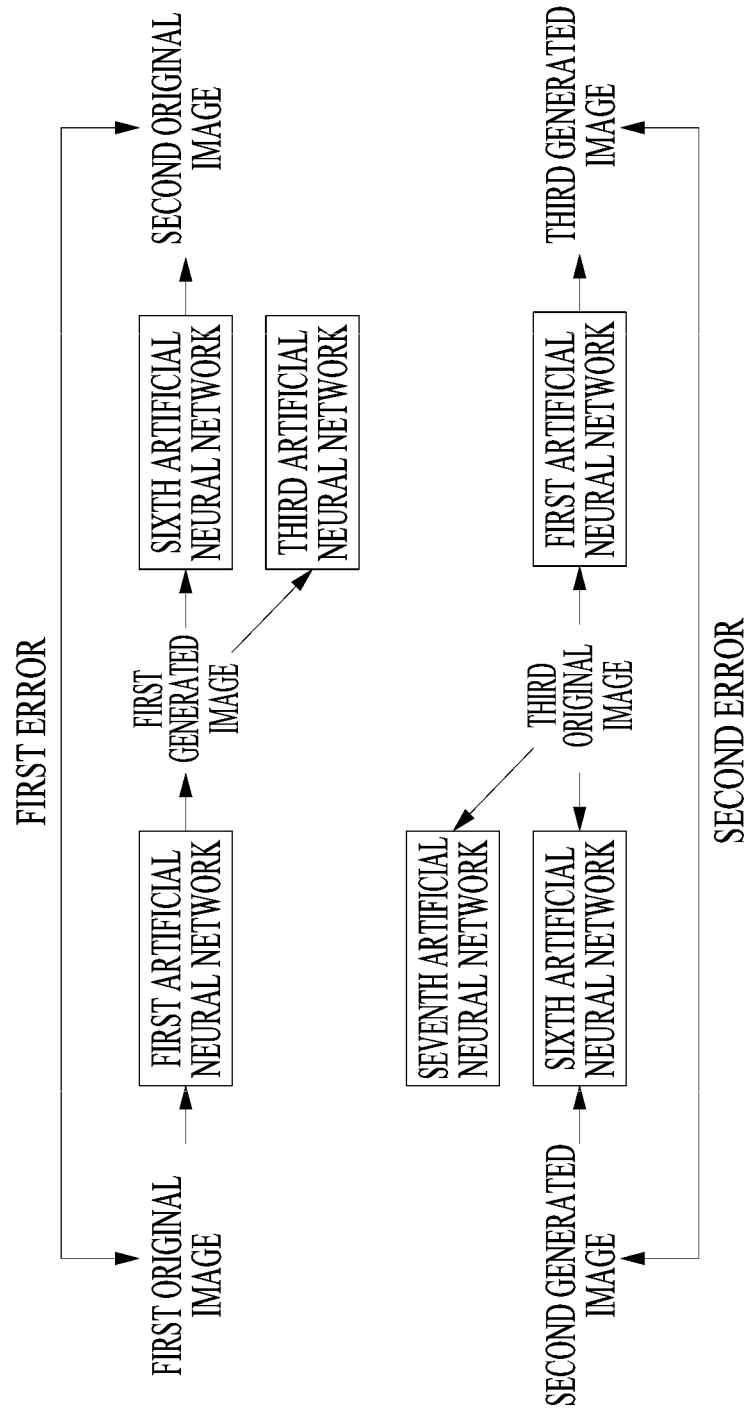 FIRST ERROR
FIRST ORIGINAL
IMAGE
FIRST ARTIFICIAL
NEURAL NETWORK
FIRST
GENERATED
IMAGE
SIXTH ARTIFICIAL
NEURAL NETWORK
SECOND ORIGINAL
IMAGE
THIRD ARTIFICIAL
NEURAL NETWORK
SEVENTH ARTIFICIAL
NEURAL NETWORK
SECOND GENERATED
IMAGE
SIXTH ARTIFICIAL
NEURAL NETWORK
THIRD
ORIGINAL
IMAGE
FIRST ARTIFICIAL
NEURAL NETWORK
THIRD GENERATED
IMAGE
SECOND ERROR